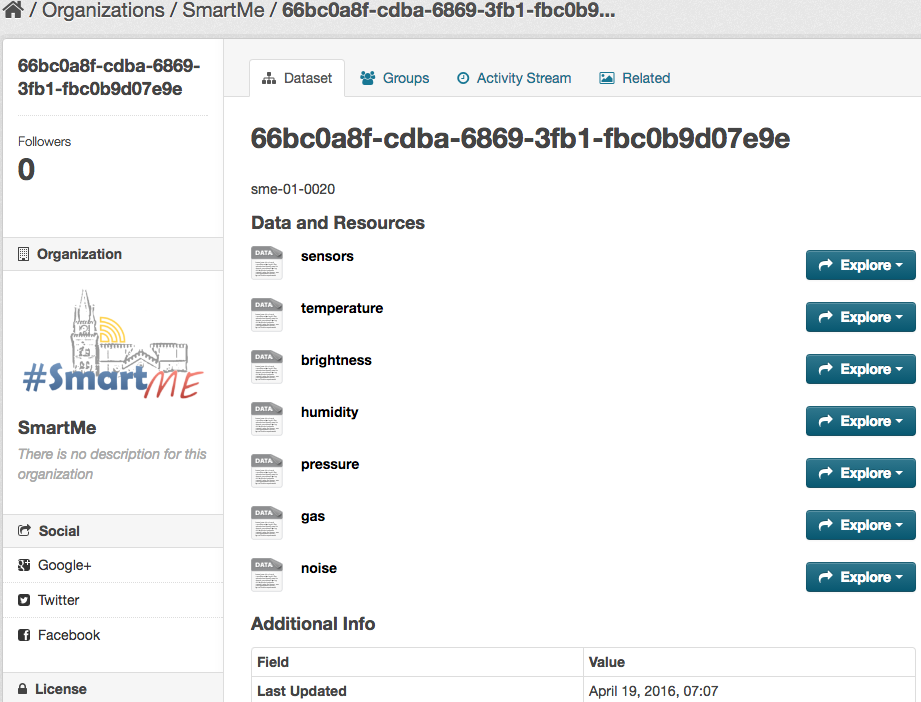 / Organizations / SmartMe / 66bc0a8f-cdba-6869-3fb1-fbc0b9...
66bc0a8f-cdba-6869-
3fb1-fbc0b9d07e9e
Followers
0
Organization
#SmartME
SmartMe
There is no description for this
organization
Social
Google+
Twitter
Facebook
License
Dataset
Groups
Activity Stream
Related
66bc0a8f-cdba-6869-3fb1-fbc0b9d07e9e
sme-01-0020
Data and Resources
DATA
sensors
Explore
DATA
temperature
Explore
DATA
brightness
Explore
DATA
humidity
Explore
DATA
pressure
Explore
DATA
gas
Explore
DATA
noise
Explore
Additional Info
Field Value
Last Updated April 19, 2016, 07:07